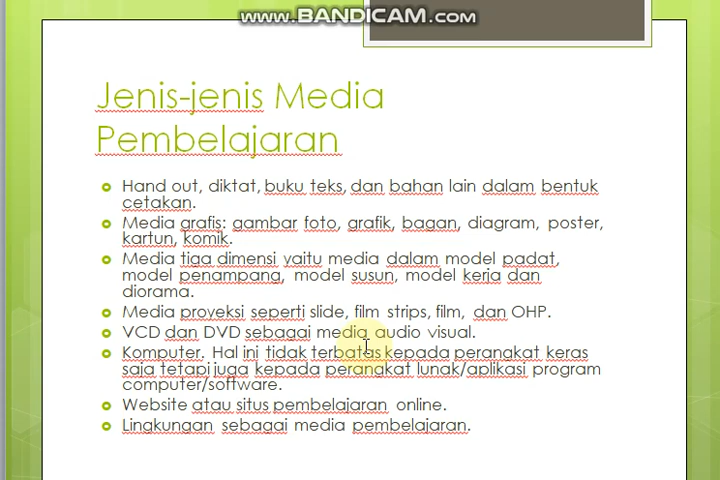 www.BANDICAM.com
Jenis-jenis Media
Pembelajaran
Hand out, diktat, buku teks, dan bahan lain dalam bentuk
cetakan.
Media grafis: gambar foto, grafik, bagan, diagram, poster,
kartun, komik.
Media tiga dimensi yaitu media dalam model padat,
model penampang, model susun, model kerja dan
diorama.
Media proyeksi seperti slide, film strips, film, dan OHP.
VCD dan DVD sebagai media audio visual.
Komputer. Hal ini tidak terbatas kepada perangkat keras
saja tetapi juga kepada perangkat lunak/aplikasi program
computer/software.
Website atau situs pembelajaran online.
Lingkungan sebagai media pembelajaran.